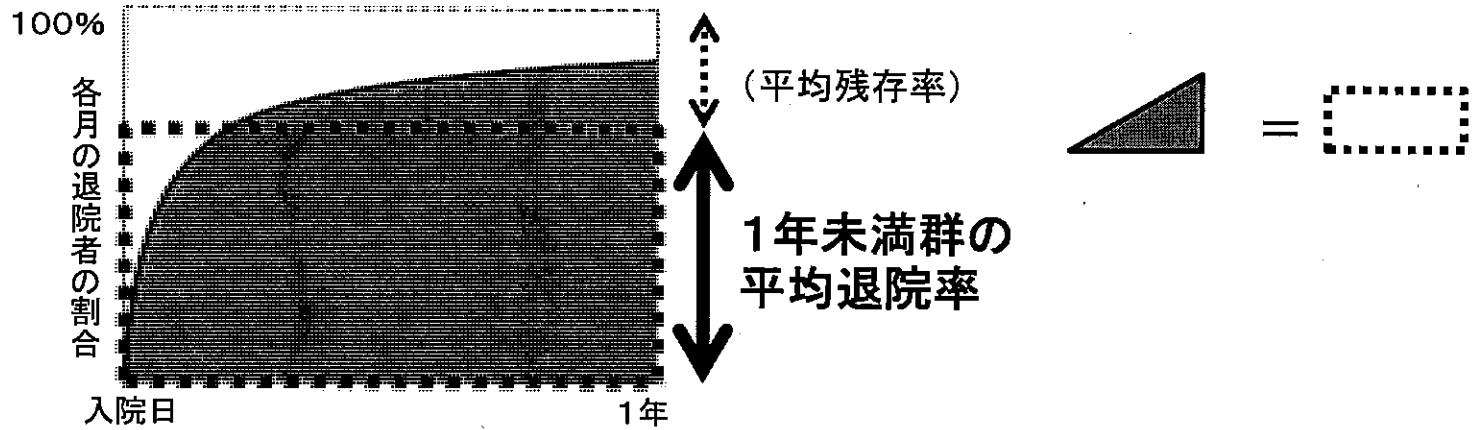 100%
各月の退院者の割合
入院日
1年
(平均残存率)
1年未満群の
平均退院率
=